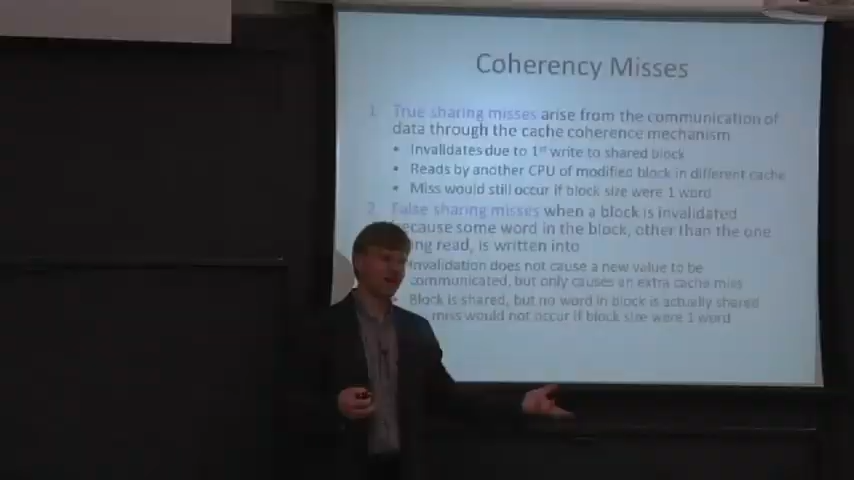 Coherency Misses
1. True sharing misses arise from the communication of
data through the cache coherence mechanism
• Invalidates due to 1st write to shared block
• Reads by another CPU of modified block in different cache
• Miss would still occur if block size were 1 word
2. False sharing misses when a block is invalidated
because some word in the block, other than the one
ng read, is written into
Invalidation does not cause a new value to be
communicated, but only causes an extra cache miss
• Block is shared, but no word in block is actually shared
miss would not occur if block size were 1 word